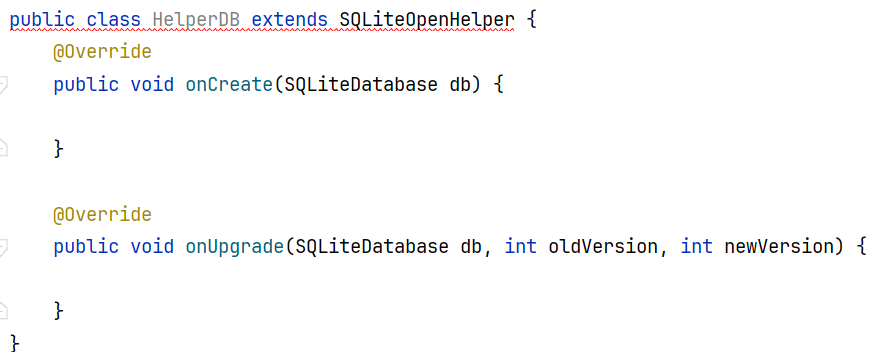 public class HelperDB extends SQLiteOpenHelper {
@Override
public void onCreate(SQLiteDatabase db) {
}
@Override
public void onUpgrade(SQLiteDatabase db, int oldVersion, int newVersion) {
}
}